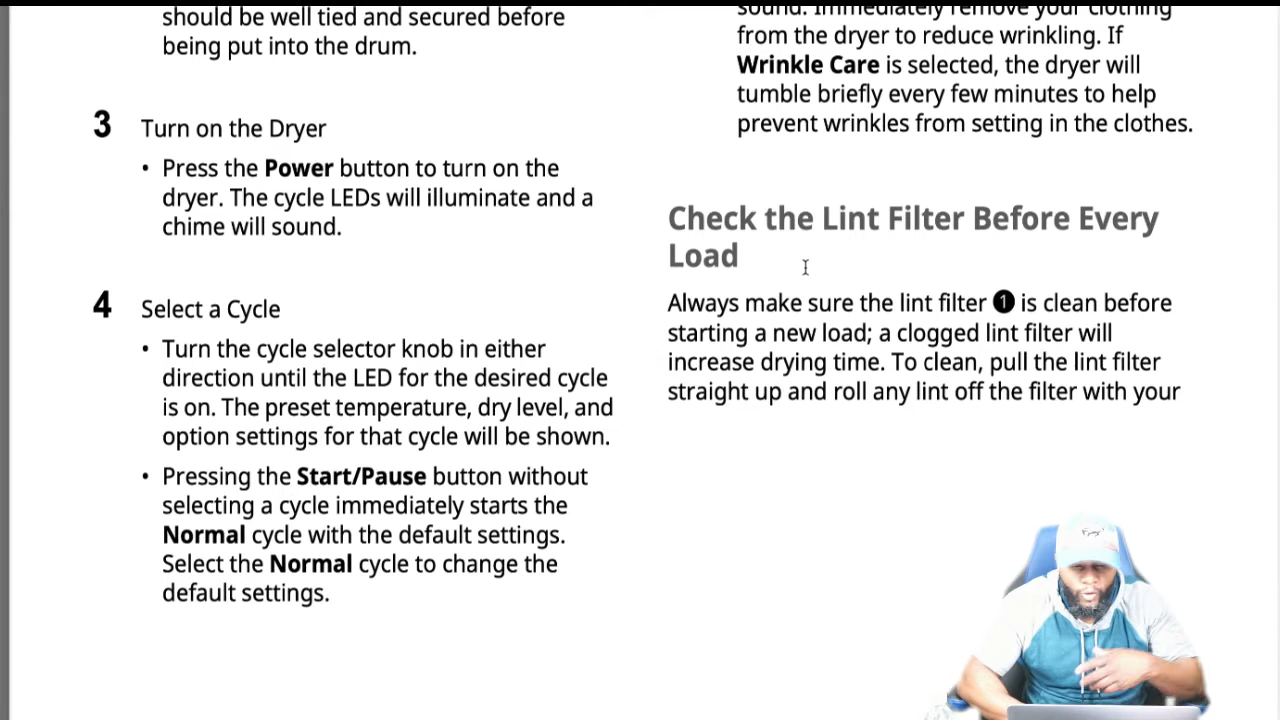 should be well tied and secured before
being put into the drum.
3 Turn on the Dryer
• Press the Power button to turn on the
dryer. The cycle LEDs will illuminate and a
chime will sound.
4 Select a Cycle
• Turn the cycle selector knob in either
direction until the LED for the desired cycle
is on. The preset temperature, dry level, and
option settings for that cycle will be shown.
• Pressing the Start/Pause button without
selecting a cycle immediately starts the
Normal cycle with the default settings.
Select the Normal cycle to change the
default settings.
sound. Immediately remove your clothing
from the dryer to reduce wrinkling. If
Wrinkle Care is selected, the dryer will
tumble briefly every few minutes to help
prevent wrinkles from setting in the clothes.
Check the Lint Filter Before Every
Load
Always make sure the lint filter ❶ is clean before
starting a new load; a clogged lint filter will
increase drying time. To clean, pull the lint filter
straight up and roll any lint off the filter with your